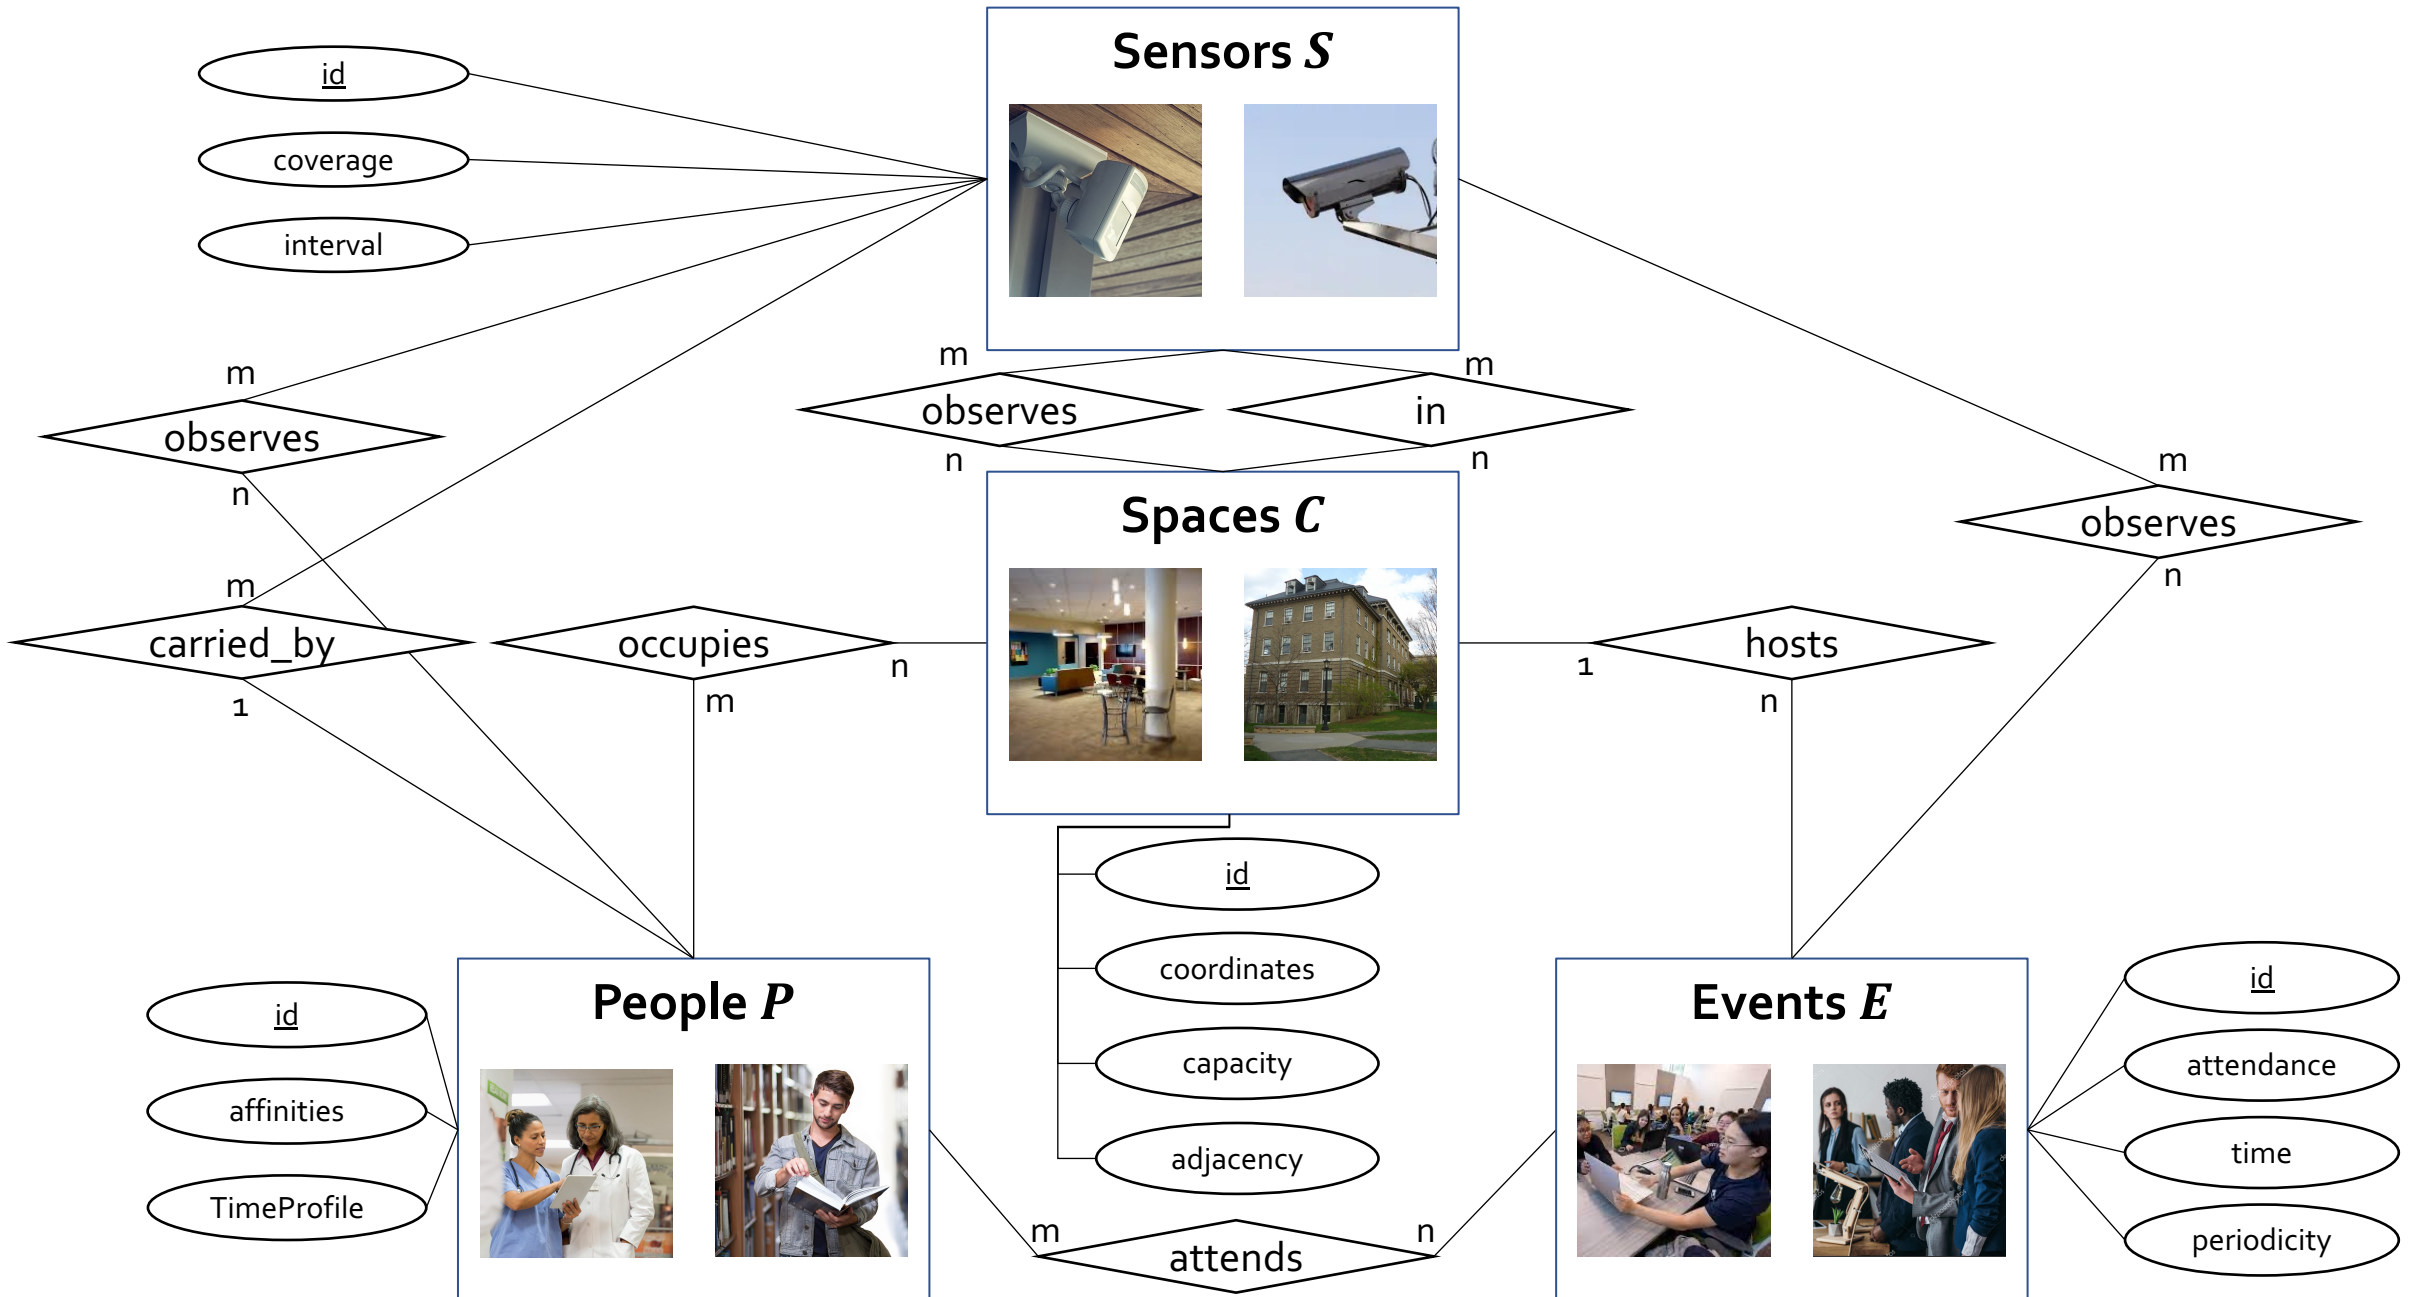 Sensors S
id
coverage
interval
m
m
m
observes
in
observes
n
n
n
m
observes
n
Spaces C
m
carried_by
1
occupies
n
m
1
hosts
n
id
coordinates
capacity
adjacency
People P
id
affinities
TimeProfile
Events E
id
attendance
time
periodicity
m
attends
n